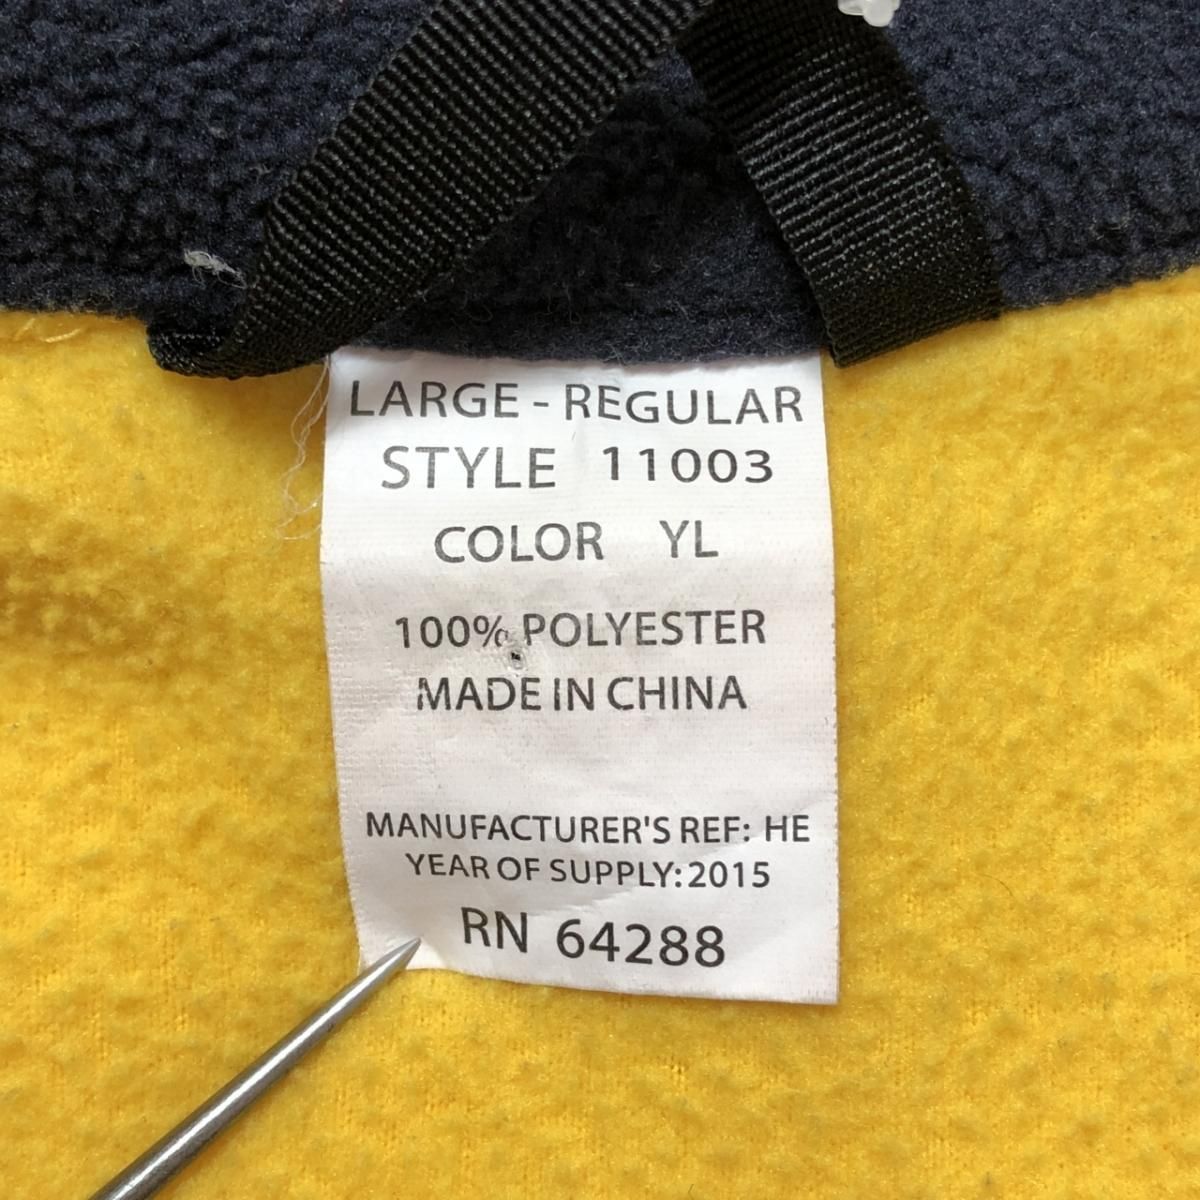 LARGE - REGULAR
STYLE 11003
COLOR YL
100% POLYESTER
MADE IN CHINA
MANUFACTURER'S REF: HE
YEAR OF SUPPLY: 2015
RN 64288